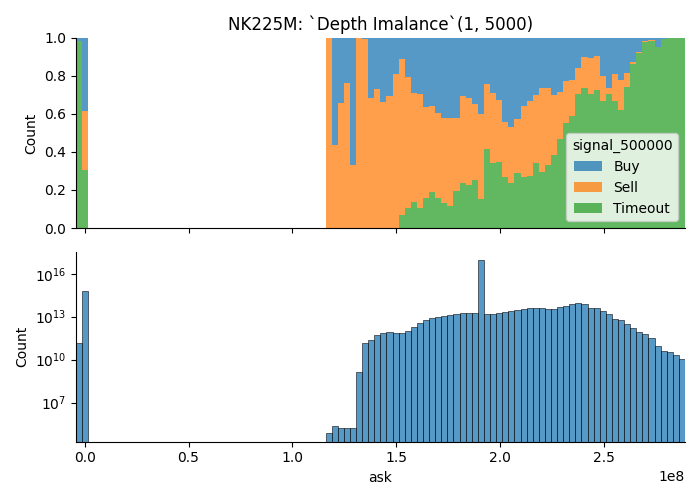 NK225M: `Depth Imalance`(1, 5000)
1.0
0.8
0.6
0.4
0.2
0.0
Count
signal_500000
Buy
Sell
Timeout
10^16
10^13
10^10
10^7
Count
0.0 0.5 1.0 1.5 2.0 2.5
1e8
ask